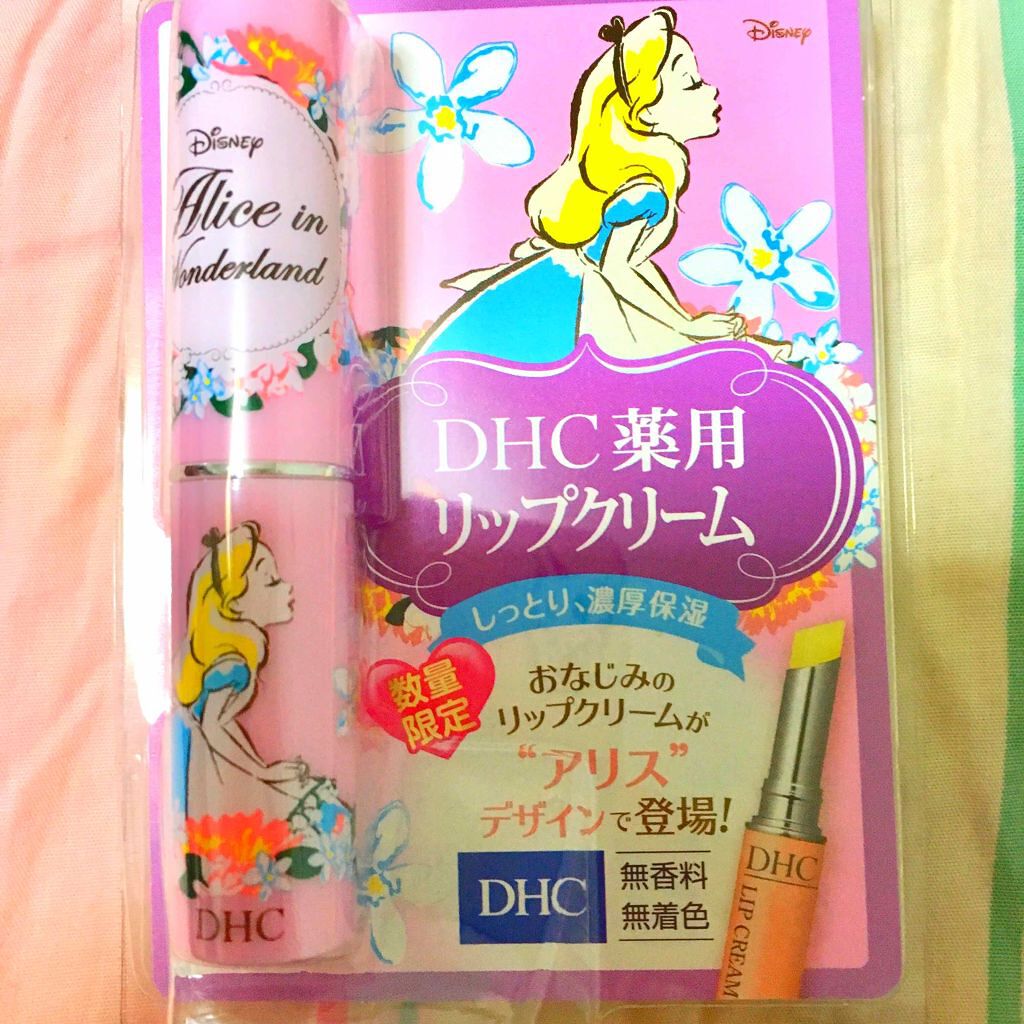 Disney
Alice in
Wonderland
DHC
Disney
DHC薬用
リップクリーム
しっとり、濃厚保湿
数量
限定
おなじみの
リップクリームが
“アリス”
デザインで登場!
DHC
無香料
無着色
DHC
LIP CREAM